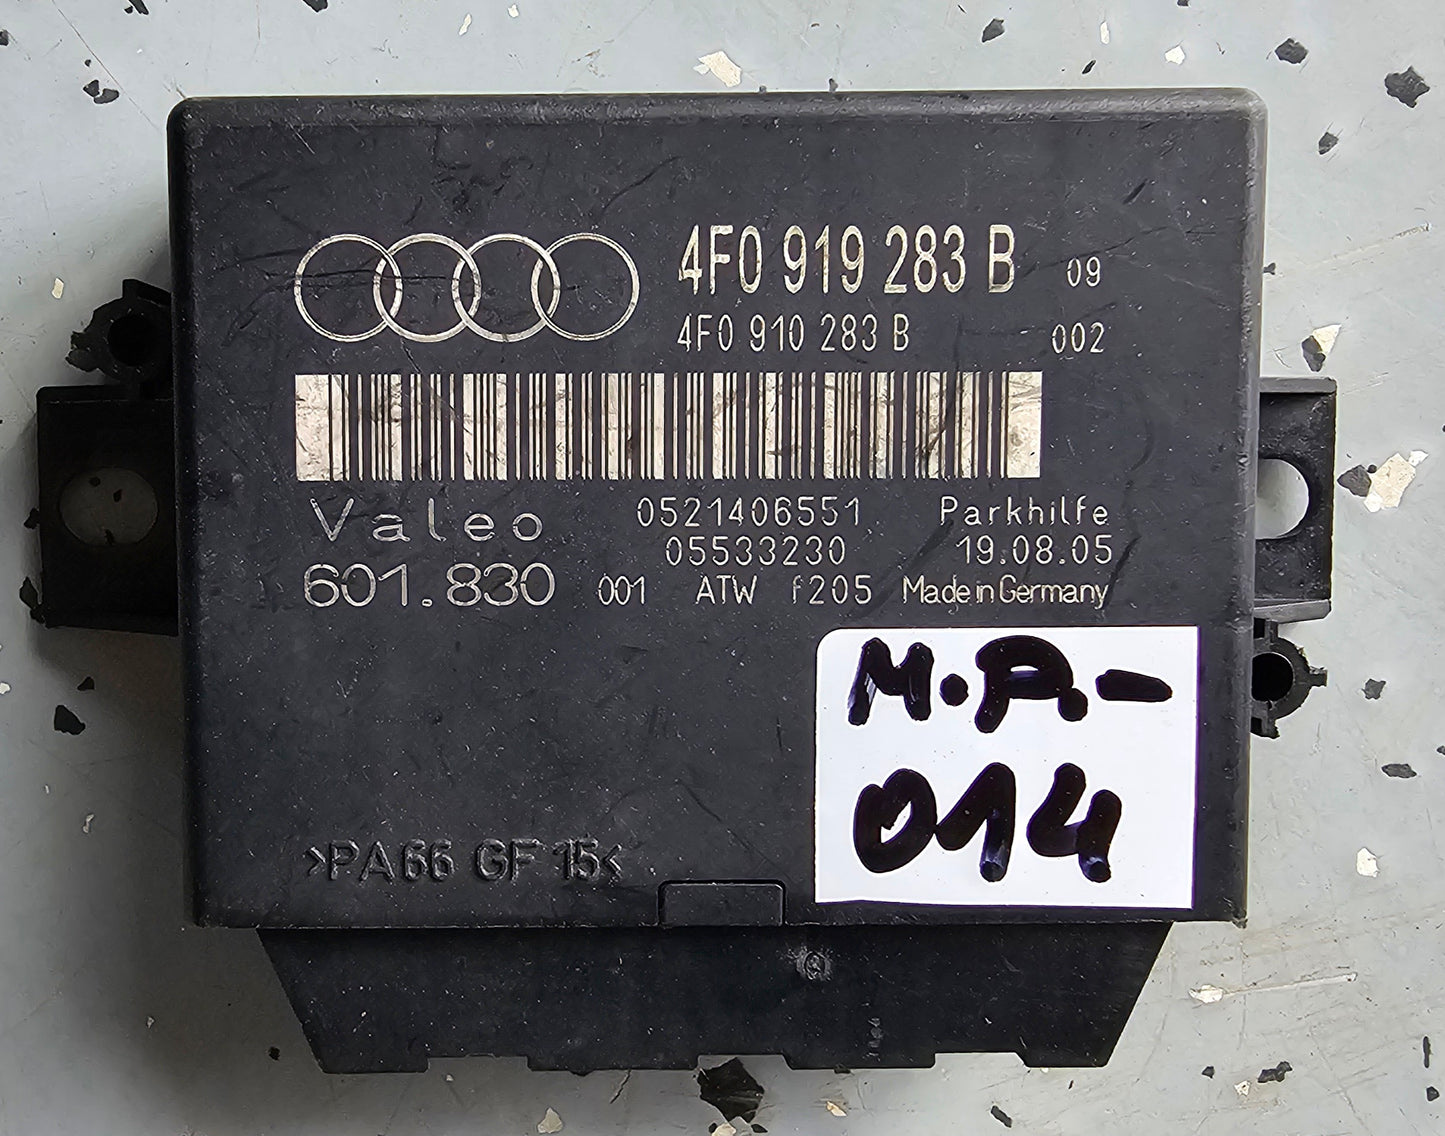 4F0 919 283 B 09
4F0 910 283 B 002
Valeo 0521406551 Parkhilfe
05533230 19.08.05
601.830 001 ATW f205 Made in Germany
M.P.-
014
>PA66 GF 15<